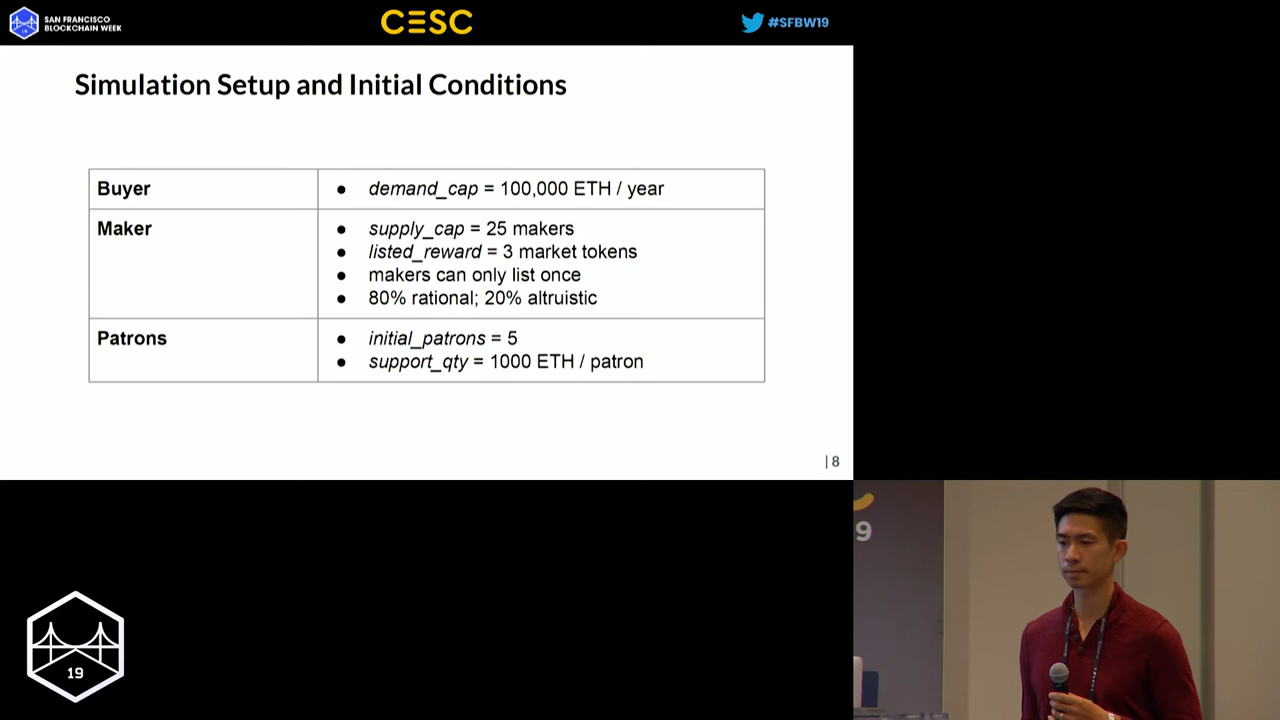 SAN FRANCISCO
BLOCKCHAIN WEEK
19
CESC
#SFBW19
Simulation Setup and Initial Conditions
Buyer
● demand_cap = 100,000 ETH / year
Maker
● supply_cap = 25 makers
● listed_reward = 3 market tokens
● makers can only list once
● 80% rational; 20% altruistic
Patrons
● initial_patrons = 5
● support_qty = 1000 ETH / patron
| 8
9
19